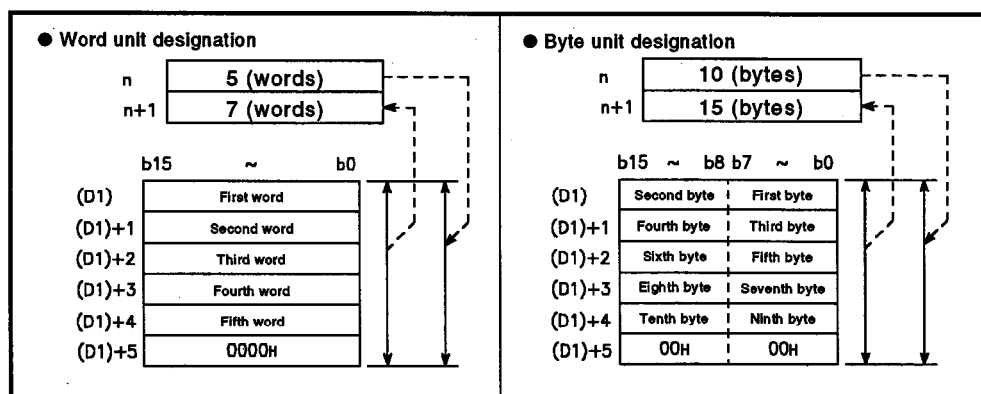 ● Word unit designation
n 5 (words)
n+1 7 (words)
b15 ~ b0
(D1) First word
(D1)+1 Second word
(D1)+2 Third word
(D1)+3 Fourth word
(D1)+4 Fifth word
(D1)+5 0000H
● Byte unit designation
n 10 (bytes)
n+1 15 (bytes)
b15 ~ b8 b7 ~ b0
(D1) Second byte First byte
(D1)+1 Fourth byte Third byte
(D1)+2 Sixth byte Fifth byte
(D1)+3 Eighth byte Seventh byte
(D1)+4 Tenth byte Ninth byte
(D1)+5 00H 00H